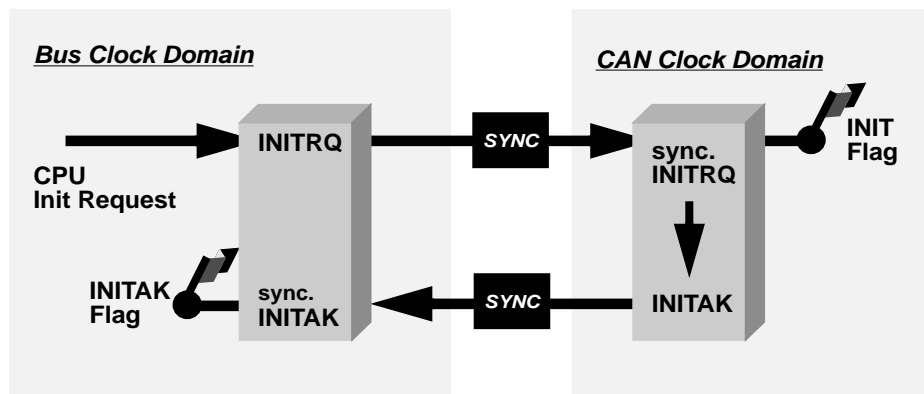 Bus Clock Domain
CAN Clock Domain
INITRQ
SYNC
sync.
INITRQ
INIT
Flag
CPU
Init Request
INITAK
Flag
sync.
INITAK
SYNC
INITAK